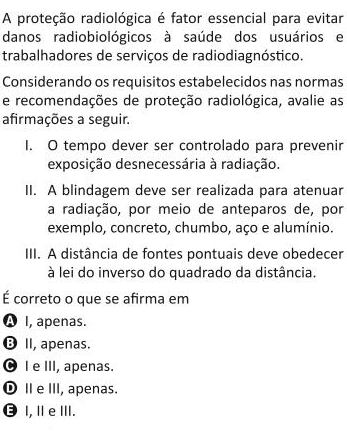 A proteção radiológica é fator essencial para evitar
danos radiobiológicos à saúde dos usuários e
trabalhadores de serviços de radiodiagnóstico.
Considerando os requisitos estabelecidos nas normas
e recomendações de proteção radiológica, avalie as
afirmações a seguir.
I. O tempo dever ser controlado para prevenir
exposição desnecessária à radiação.
II. A blindagem deve ser realizada para atenuar
a radiação, por meio de anteparos de, por
exemplo, concreto, chumbo, aço e alumínio.
III. A distância de fontes pontuais deve obedecer
à lei do inverso do quadrado da distância.
É correto o que se afirma em
A I, apenas.
B II, apenas.
C I e III, apenas.
D II e III, apenas.
E I, II e III.